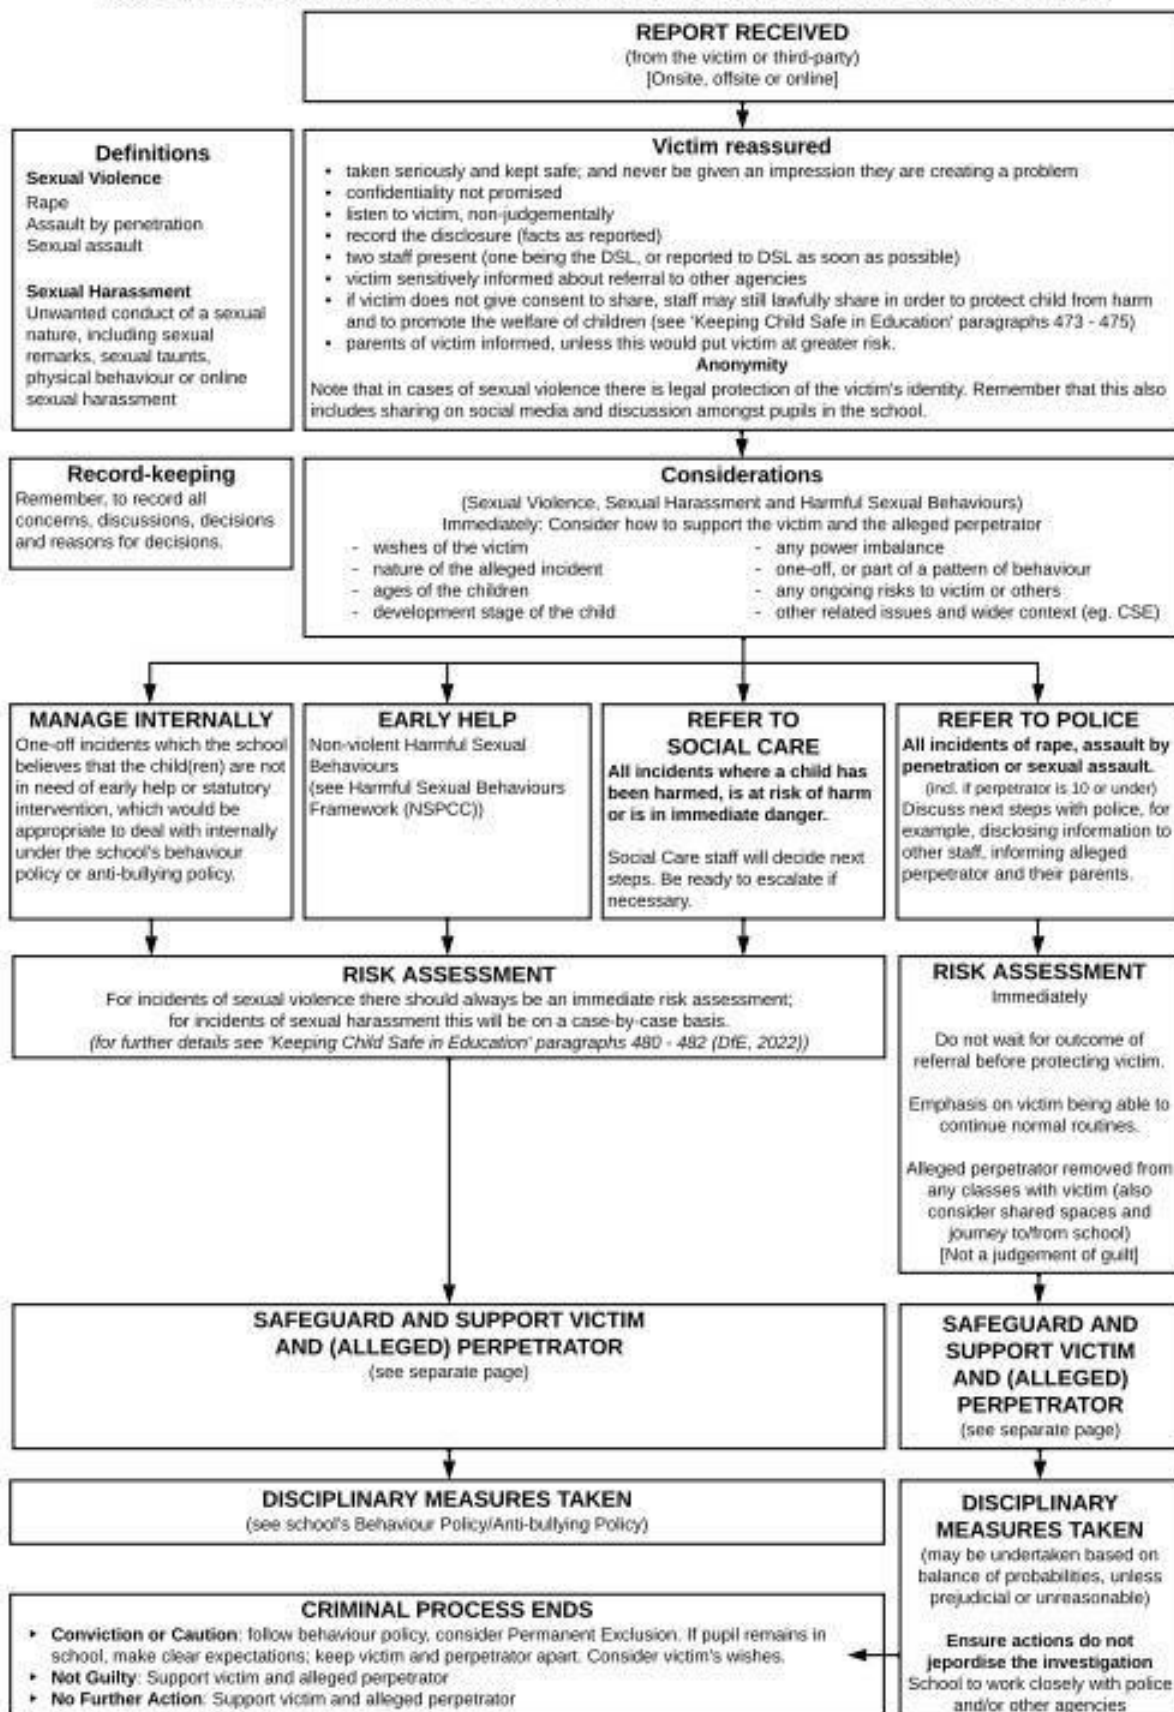 REPORT RECEIVED
(from the victim or third-party)
[Onsite, offsite or online]
Definitions
Sexual Violence
Rape
Assault by penetration
Sexual assault
Sexual Harassment
Unwanted conduct of a sexual
nature, including sexual
remarks, sexual taunts,
physical behaviour or online
sexual harassment
Victim reassured
• taken seriously and kept safe; and never be given an impression they are creating a problem
• confidentiality not promised
• listen to victim, non-judgementally
• record the disclosure (facts as reported)
• two staff present (one being the DSL, or reported to DSL as soon as possible)
• victim sensitively informed about referral to other agencies
• if victim does not give consent to share, staff may still lawfully share in order to protect child from harm
and to promote the welfare of children (see 'Keeping Child Safe in Education' paragraphs 473 - 475)
• parents of victim informed, unless this would put victim at greater risk.
Anonymity
Note that in cases of sexual violence there is legal protection of the victim's identity. Remember that this also
includes sharing on social media and discussion amongst pupils in the school.
Record-keeping
Remember, to record all
concerns, discussions, decisions
and reasons for decisions.
Considerations
(Sexual Violence, Sexual Harassment and Harmful Sexual Behaviours)
Immediately: Consider how to support the victim and the alleged perpetrator
- wishes of the victim
- nature of the alleged incident
- ages of the children
- development stage of the child
- any power imbalance
- one-off, or part of a pattern of behaviour
- any ongoing risks to victim or others
- other related issues and wider context (eg. CSE)
MANAGE INTERNALLY
One-off incidents which the school
believes that the child(ren) are not
in need of early help or statutory
intervention, which would be
appropriate to deal with internally
under the school's behaviour
policy or anti-bullying policy.
EARLY HELP
Non-violent Harmful Sexual
Behaviours
(see Harmful Sexual Behaviours
Framework (NSPCC))
REFER TO
SOCIAL CARE
All incidents where a child has
been harmed, is at risk of harm
or is in immediate danger.
Social Care staff will decide next
steps. Be ready to escalate if
necessary.
REFER TO POLICE
All incidents of rape, assault by
penetration or sexual assault.
(incl. if perpetrator is 10 or under)
Discuss next steps with police, for
example, disclosing information to
other staff, informing alleged
perpetrator and their parents.
RISK ASSESSMENT
For incidents of sexual violence there should always be an immediate risk assessment;
for incidents of sexual harassment this will be on a case-by-case basis.
(for further details see 'Keeping Child Safe in Education' paragraphs 480 - 482 (DfE, 2022))
RISK ASSESSMENT
Immediately
Do not wait for outcome of
referral before protecting victim.
Emphasis on victim being able to
continue normal routines.
Alleged perpetrator removed from
any classes with victim (also
consider shared spaces and
journey to/from school)
[Not a judgement of guilt]
SAFEGUARD AND SUPPORT VICTIM
AND (ALLEGED) PERPETRATOR
(see separate page)
SAFEGUARD AND
SUPPORT VICTIM
AND (ALLEGED)
PERPETRATOR
(see separate page)
DISCIPLINARY MEASURES TAKEN
(see school's Behaviour Policy/Anti-bullying Policy)
DISCIPLINARY
MEASURES TAKEN
(may be undertaken based on
balance of probabilities, unless
prejudicial or unreasonable)
Ensure actions do not
jepordise the investigation
School to work closely with police
and/or other agencies
CRIMINAL PROCESS ENDS
‣ Conviction or Caution: follow behaviour policy, consider Permanent Exclusion. If pupil remains in
school, make clear expectations; keep victim and perpetrator apart. Consider victim's wishes.
‣ Not Guilty: Support victim and alleged perpetrator
‣ No Further Action: Support victim and alleged perpetrator